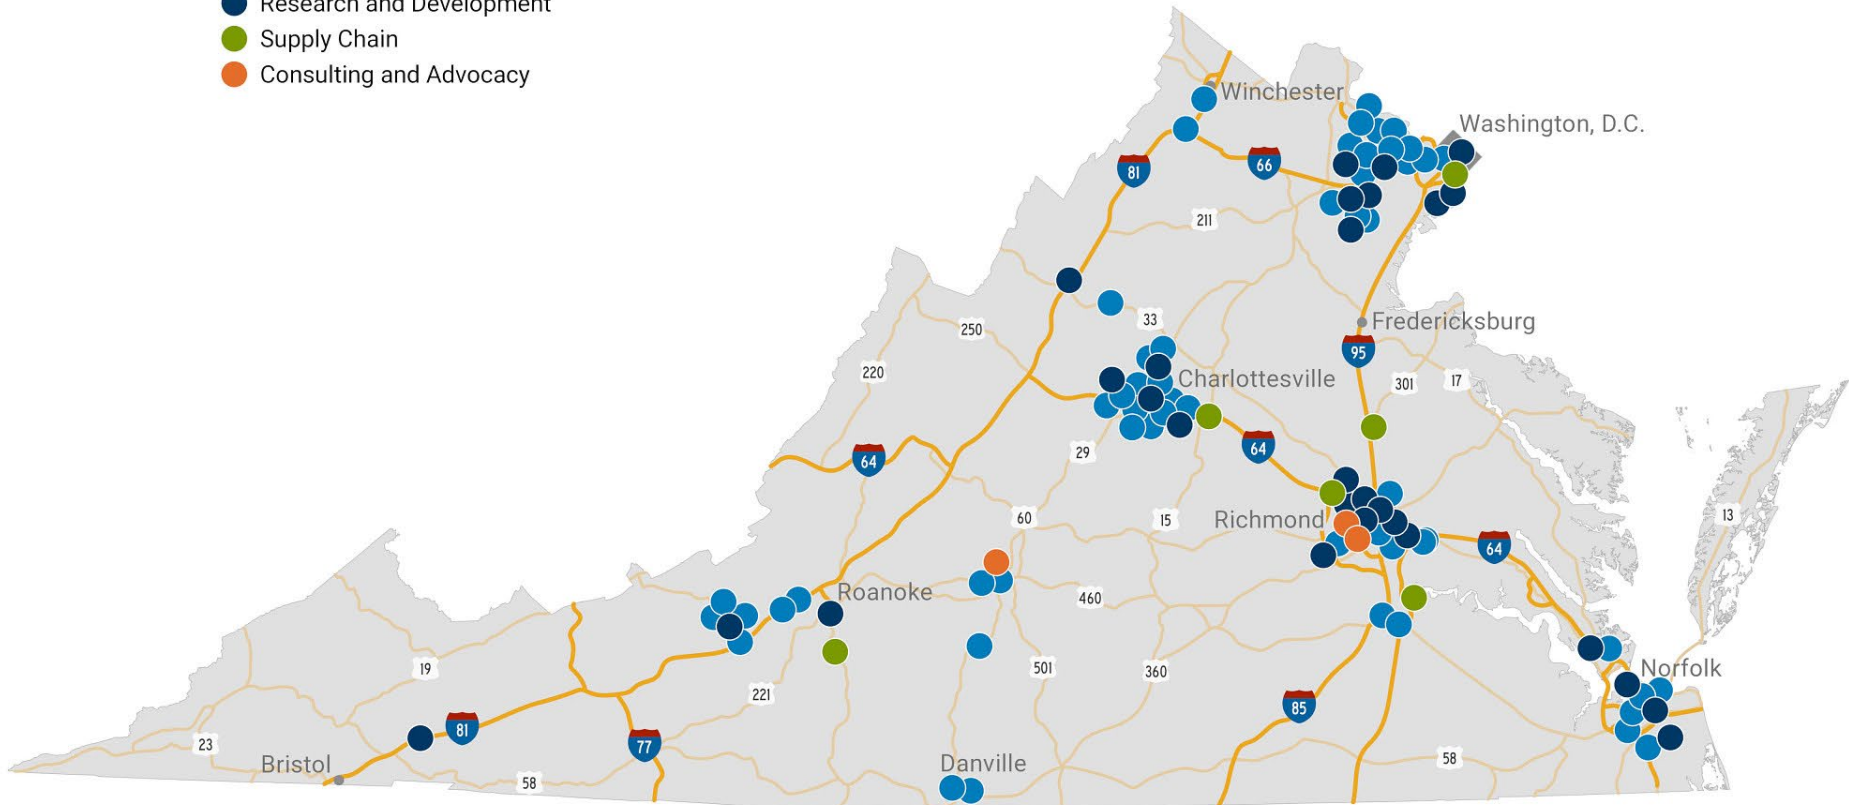 Research and Development
Supply Chain
Consulting and Advocacy
Winchester
Washington, D.C.
81
66
211
33
250
Fredericksburg
95
220
Charlottesville
301
17
29
64
64
60
15
Richmond
13
64
Roanoke
460
19
501
360
Norfolk
221
85
81
23
77
Bristol
58
Danville
58